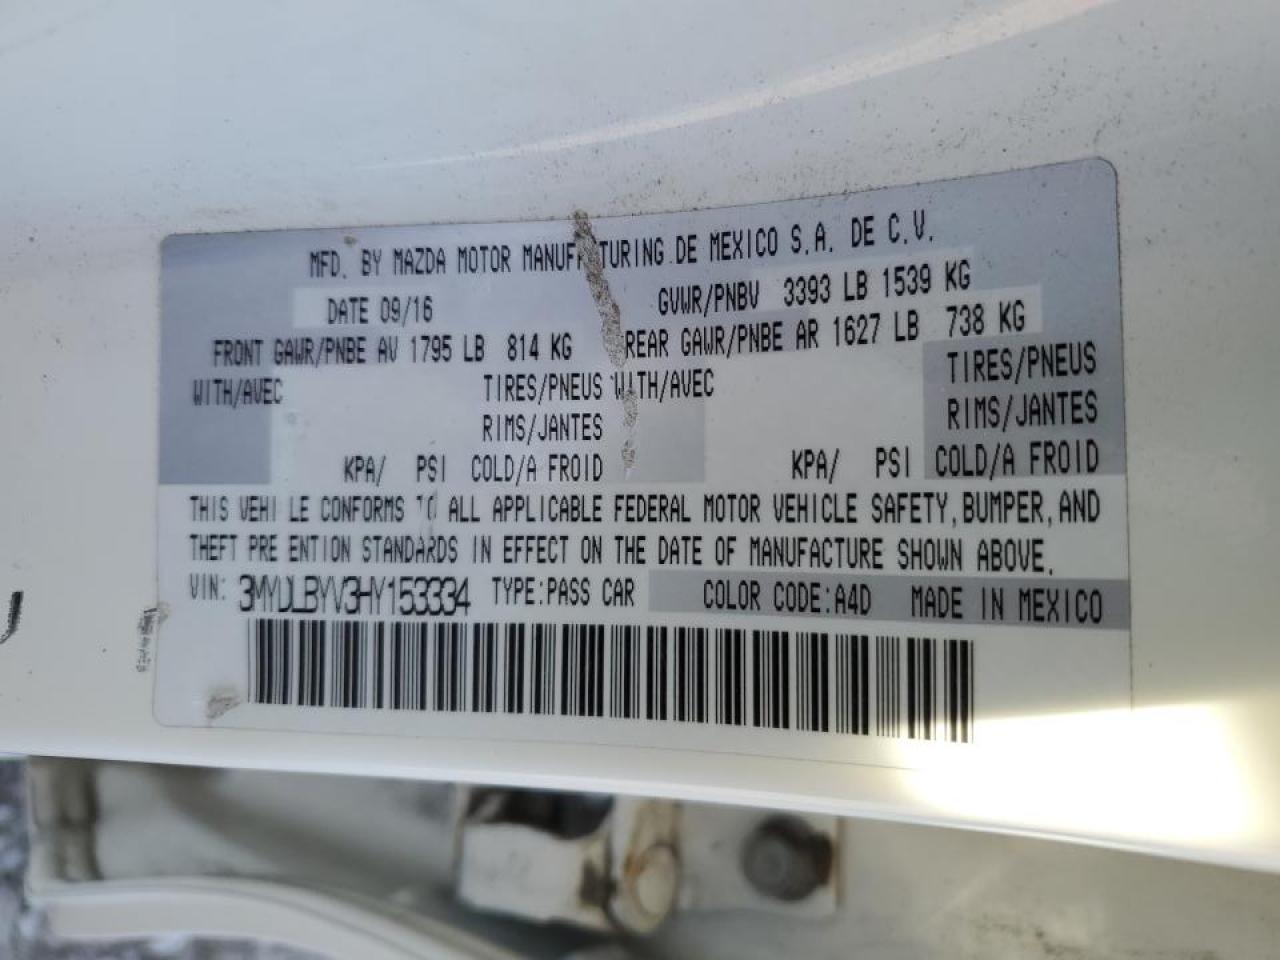 MFD. BY MAZDA MOTOR MANUFACTURING DE MEXICO S.A. DE C.V.
DATE 09/16 GVWR/PNBV 3393 LB 1539 KG
FRONT GAWR/PNBE AV 1795 LB 814 KG REAR GAWR/PNBE AR 1627 LB 738 KG
WITH/AVEC TIRES/PNEUS WITH/AVEC TIRES/PNEUS
RIMS/JANTES RIMS/JANTES
KPA/ PSI COLD/A FROID KPA/ PSI COLD/A FROID
THIS VEHICLE CONFORMS TO ALL APPLICABLE FEDERAL MOTOR VEHICLE SAFETY, BUMPER, AND
THEFT PREVENTION STANDARDS IN EFFECT ON THE DATE OF MANUFACTURE SHOWN ABOVE.
VIN: 3MYDLBYV3HY153334 TYPE:PASS CAR COLOR CODE:A4D MADE IN MEXICO